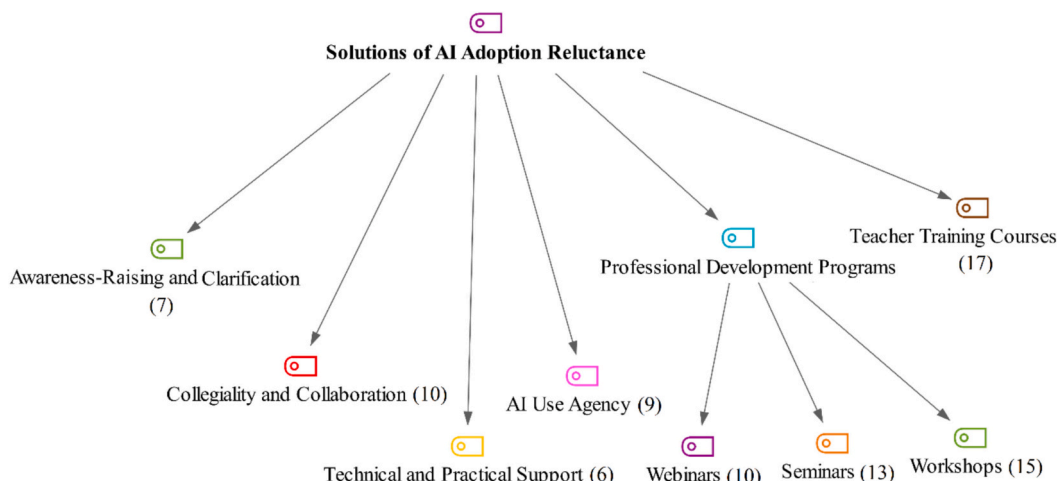 Solutions of AI Adoption Reluctance
Teacher Training Courses
(17)
Professional Development Programs
Awareness-Raising and Clarification
(7)
Collegiality and Collaboration (10)
AI Use Agency (9)
Technical and Practical Support (6)
Webinars (10)
Seminars (13)
Workshops (15)